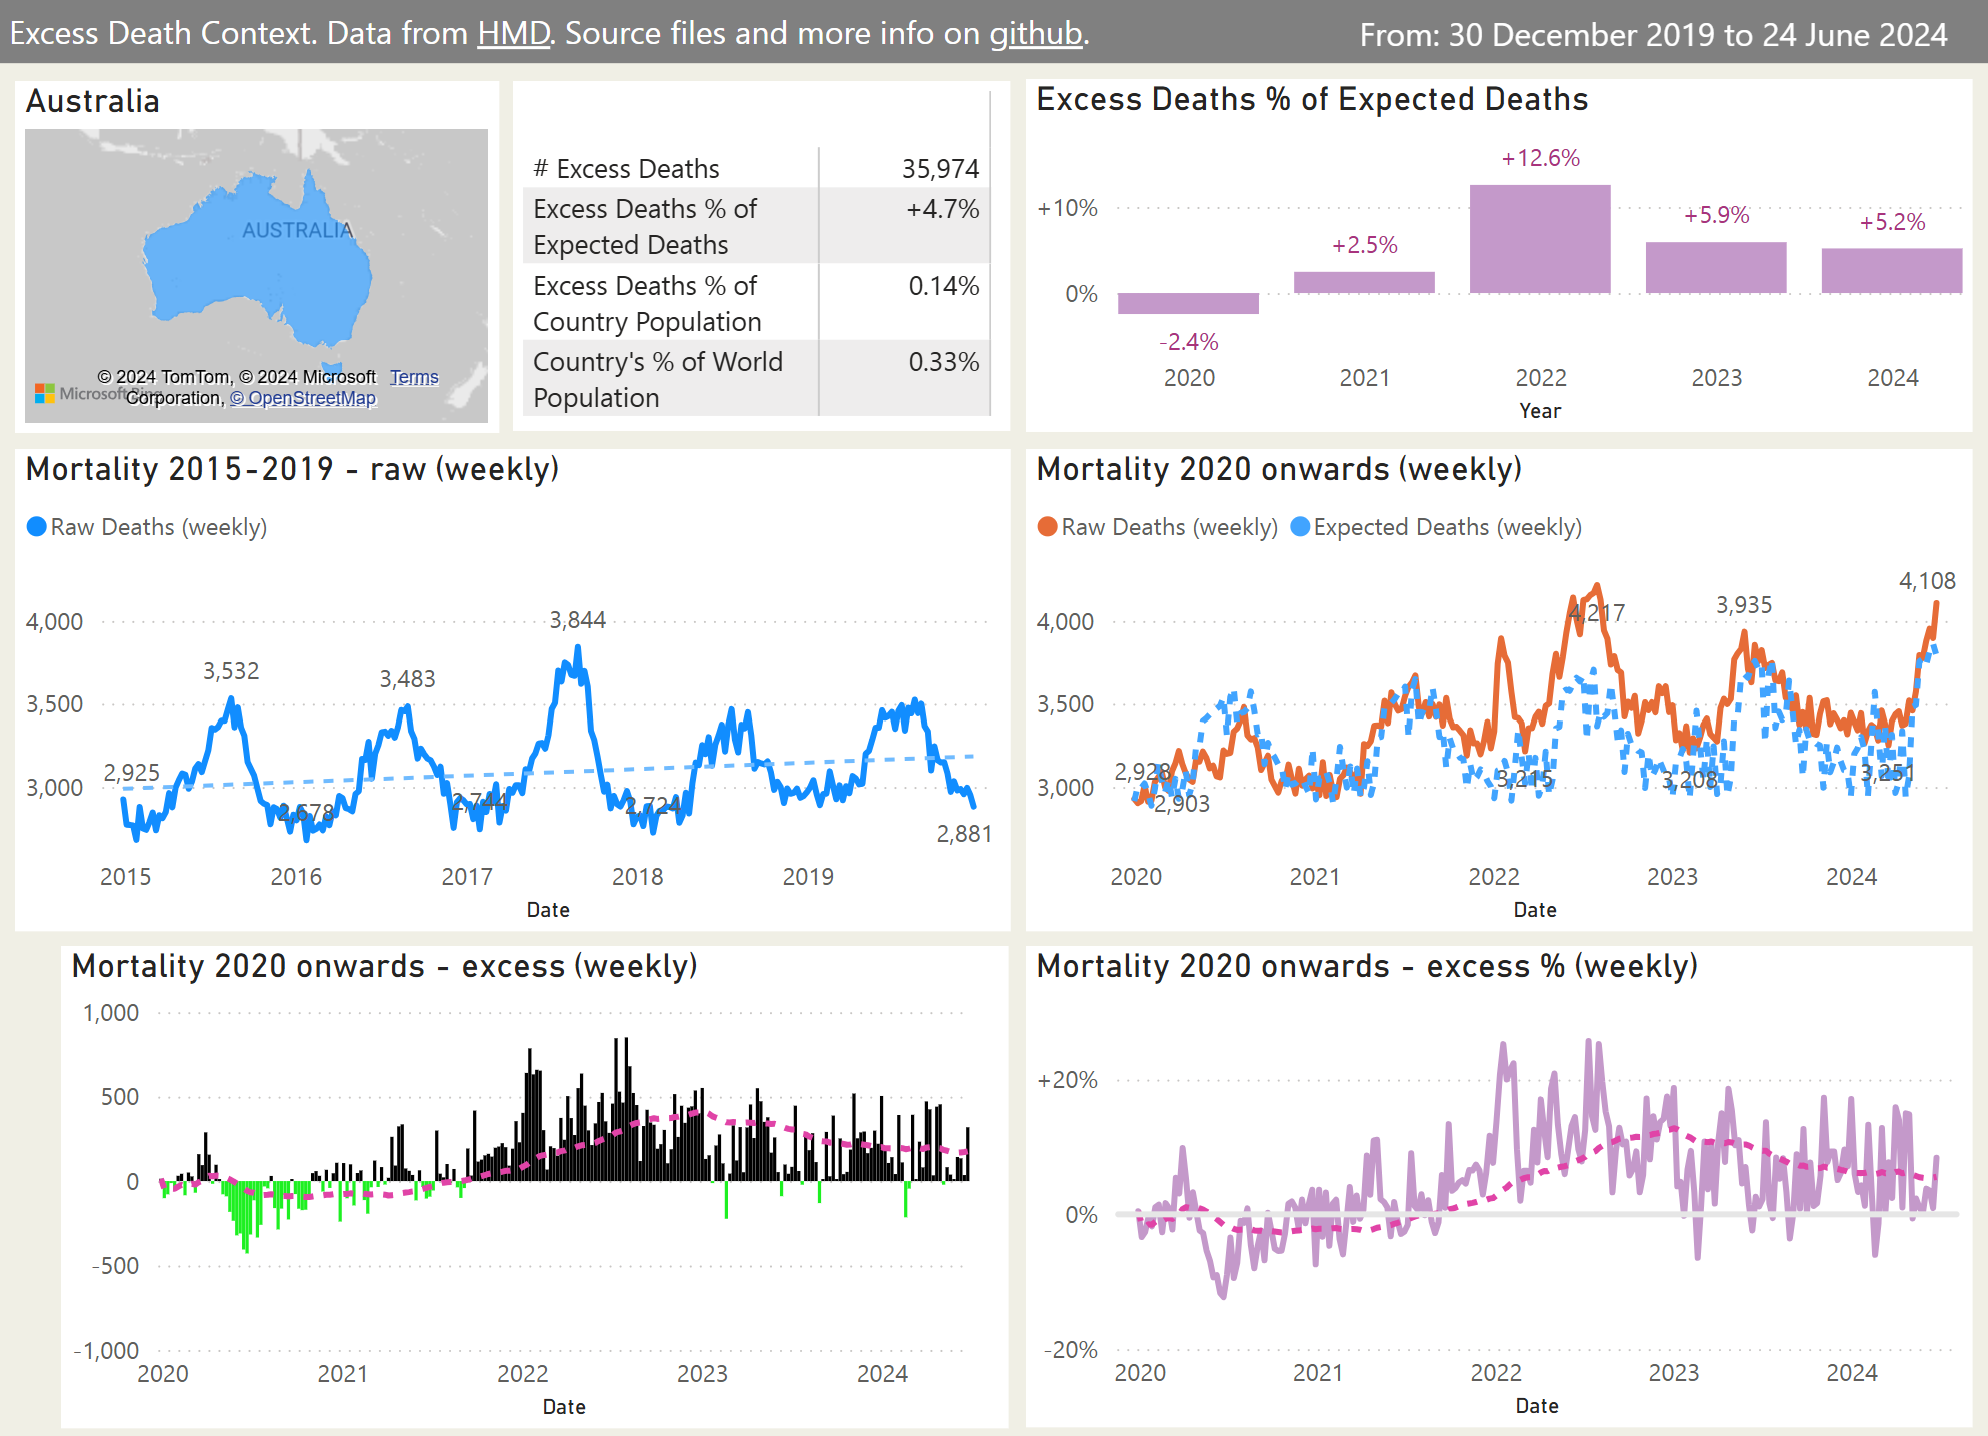 Excess Death Context. Data from HMD. Source files and more info on github.
From: 30 December 2019 to 24 June 2024
Australia
AUSTRALIA
© 2024 TomTom, © 2024 Microsoft Terms
Microsoft Bing
Corporation, © OpenStreetMap
# Excess Deaths 35,974
Excess Deaths % of +4.7%
Expected Deaths
Excess Deaths % of 0.14%
Country Population
Country's % of World 0.33%
Population
Excess Deaths % of Expected Deaths
+12.6%
+10%
+5.9%
+5.2%
+2.5%
0%
-2.4%
2020 2021 2022 2023 2024
Year
Mortality 2015-2019 - raw (weekly)
Raw Deaths (weekly)
4,000
3,844
3,532
3,483
3,500
2,925
3,000
2,678
2,744
2,724
2,881
2015 2016 2017 2018 2019
Date
Mortality 2020 onwards (weekly)
Raw Deaths (weekly) Expected Deaths (weekly)
4,108
4,000
4,217
3,935
3,500
2,928
3,000
2,903
3,215
3,208
3,251
2020 2021 2022 2023 2024
Date
Mortality 2020 onwards - excess (weekly)
1,000
500
0
-500
-1,000
2020 2021 2022 2023 2024
Date
Mortality 2020 onwards - excess % (weekly)
+20%
0%
-20%
2020 2021 2022 2023 2024
Date